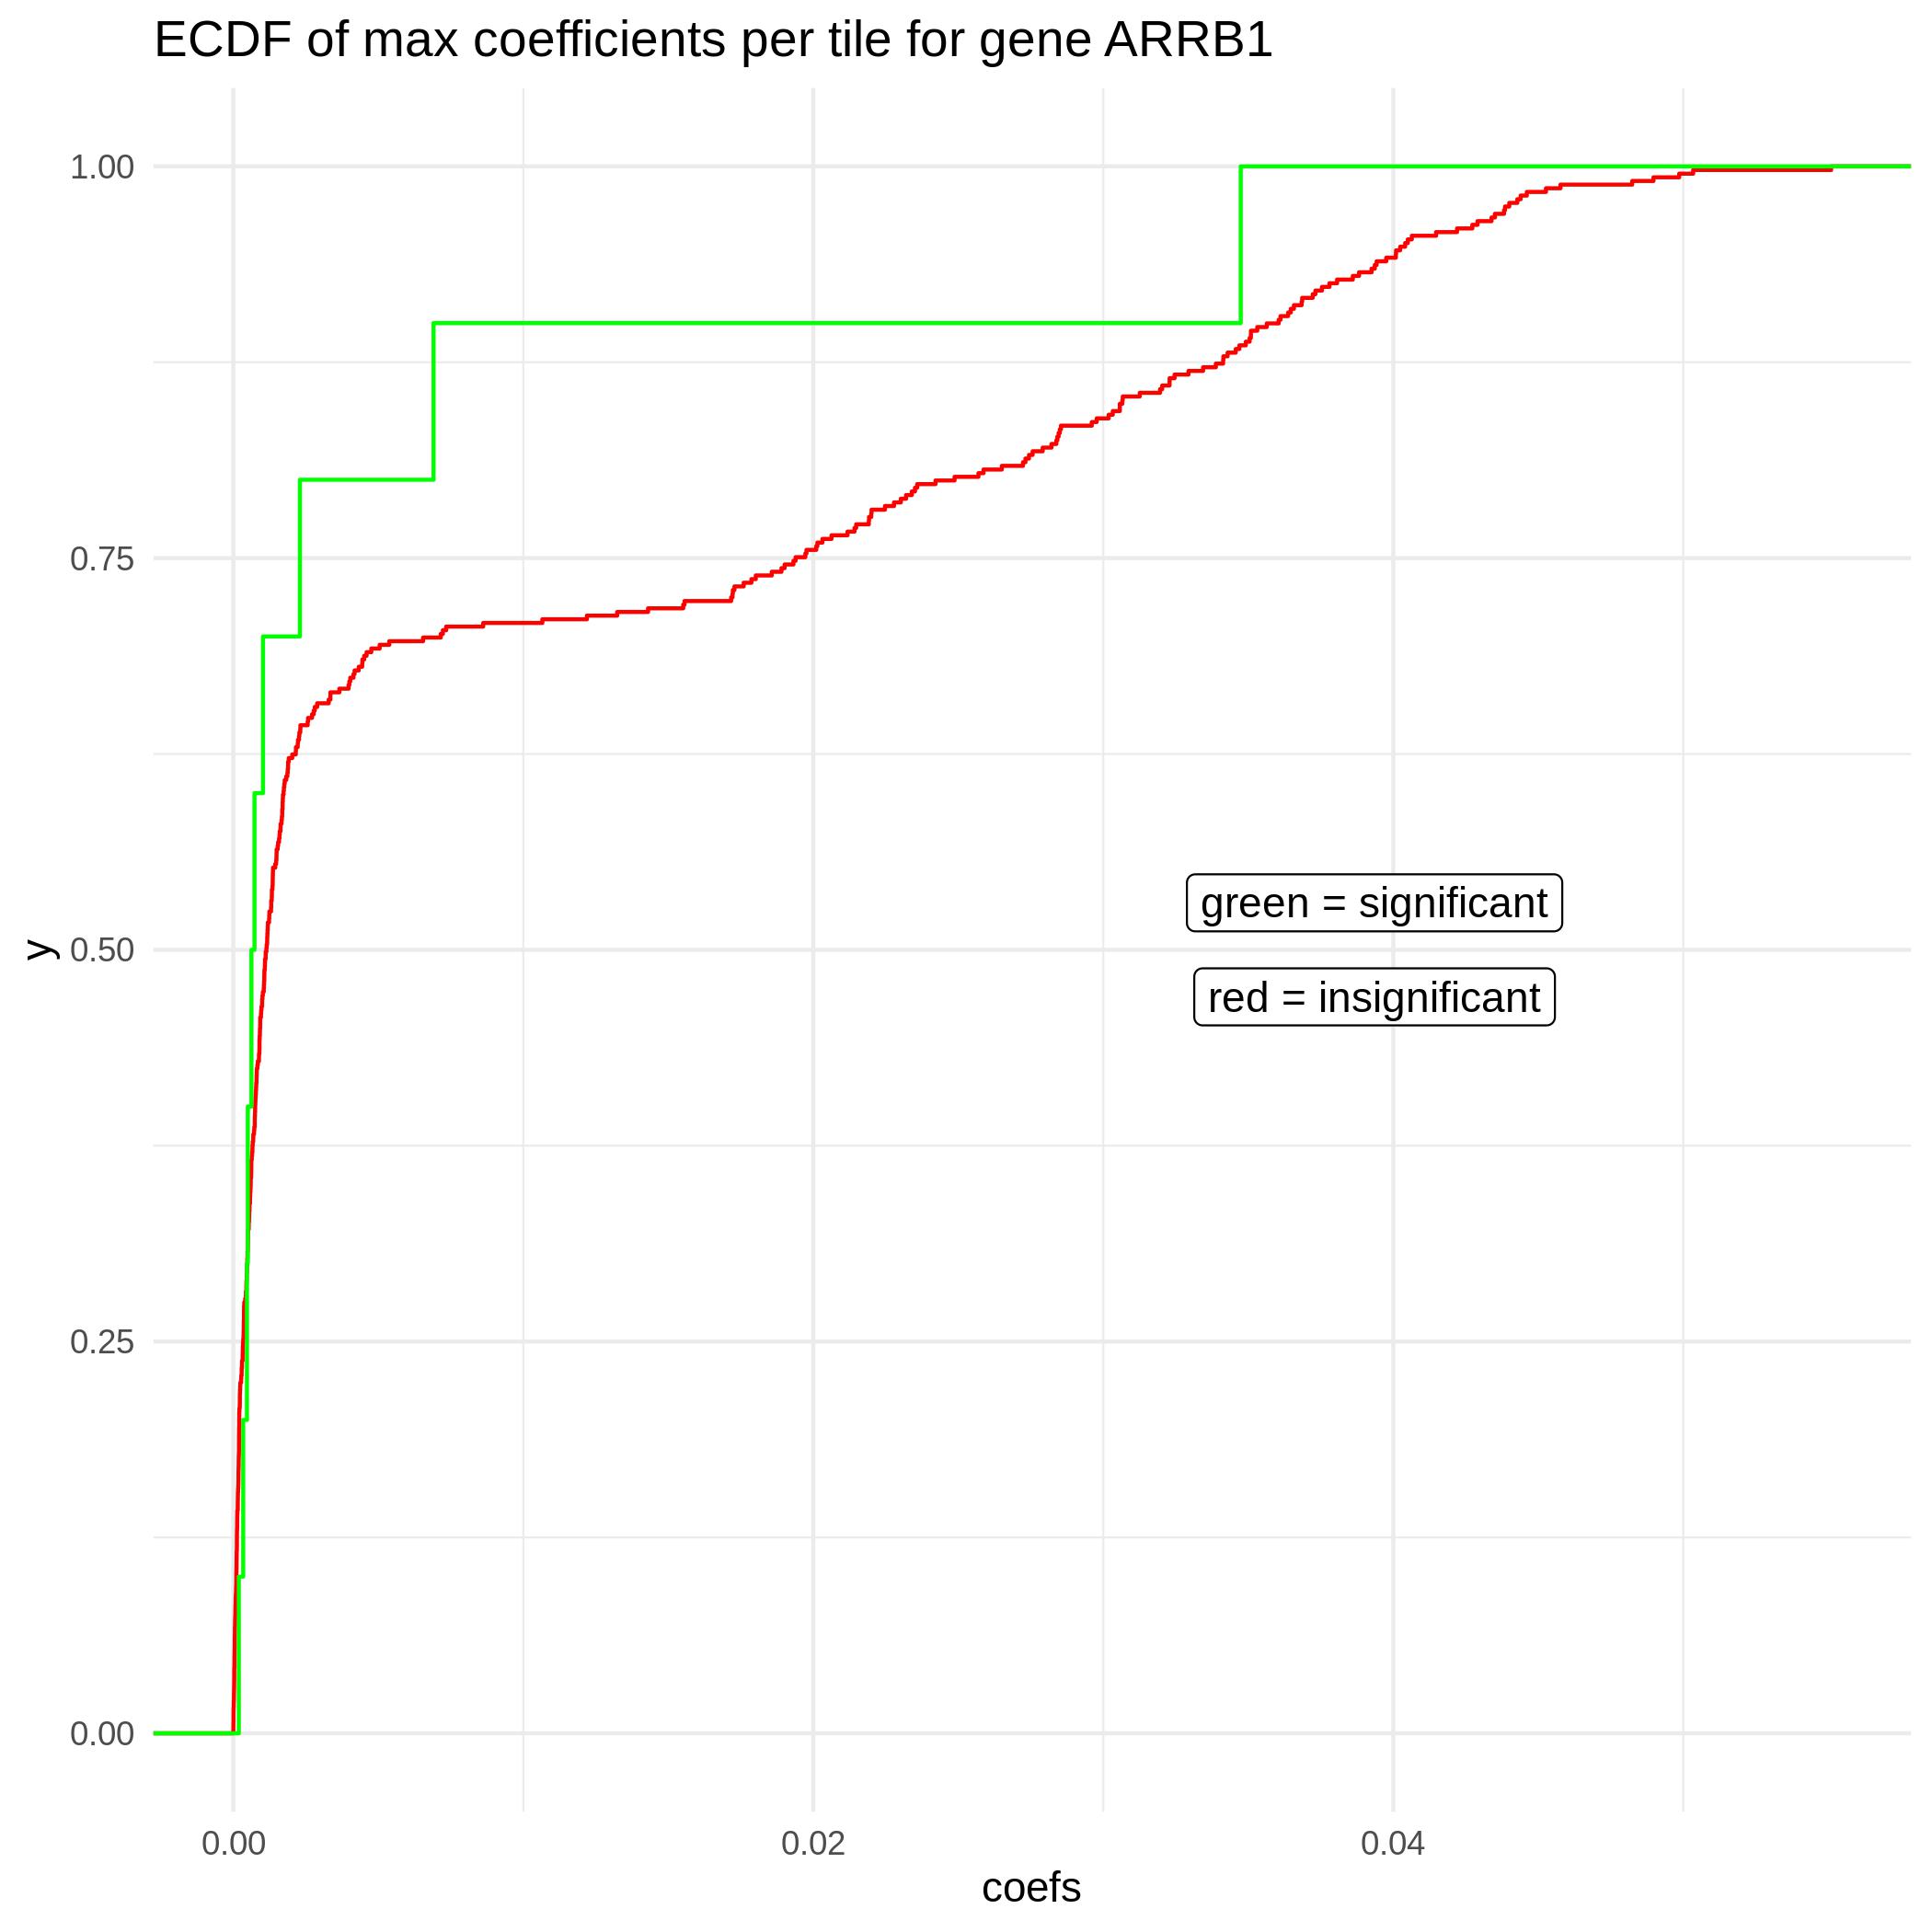 ECDF of max coefficients per tile for gene ARRB1
1.00
0.75
0.50
0.25
0.00
y
green = significant
red = insignificant
0.00 0.02 0.04
coefs